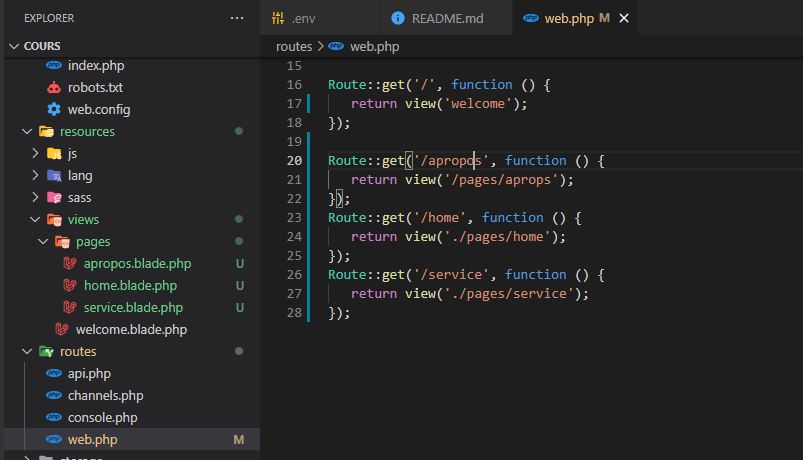 EXPLORER ...
.env README.md web.php M
COURS
routes > web.php
index.php
robots.txt
web.config
resources
js
lang
sass
views
pages
apropos.blade.php U
home.blade.php U
service.blade.php U
welcome.blade.php
routes
api.php
channels.php
console.php
web.php M
storage
15
16 Route::get('/', function () {
17 return view('welcome');
18 });
19
20 Route::get('/apropos', function () {
21 return view('/pages/aprops');
22 });
23 Route::get('/home', function () {
24 return view('./pages/home');
25 });
26 Route::get('/service', function () {
27 return view('./pages/service');
28 });